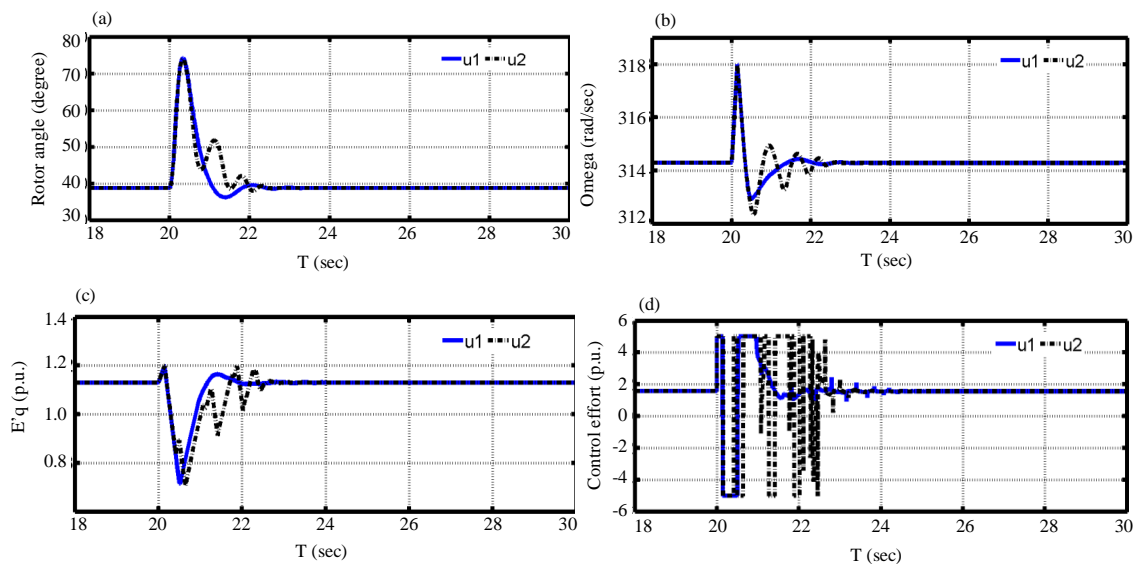 (a)
80
70
50
40
30
Rotor angle (degree)
u1 u2
18 20 22 24 26 28 30
T (sec)
(b)
318
316
314
312
Omega (rad/sec)
u1 u2
18 20 22 24 26 28 30
T (sec)
(c)
1.4
1.2
1.0
0.8
E'q (p.u.)
u1 u2
18 20 22 24 26 28 30
T (sec)
(d)
6
4
2
0
-2
-4
-6
Control effort (p.u.)
u1 u2
18 20 22 24 26 28 30
T (sec)